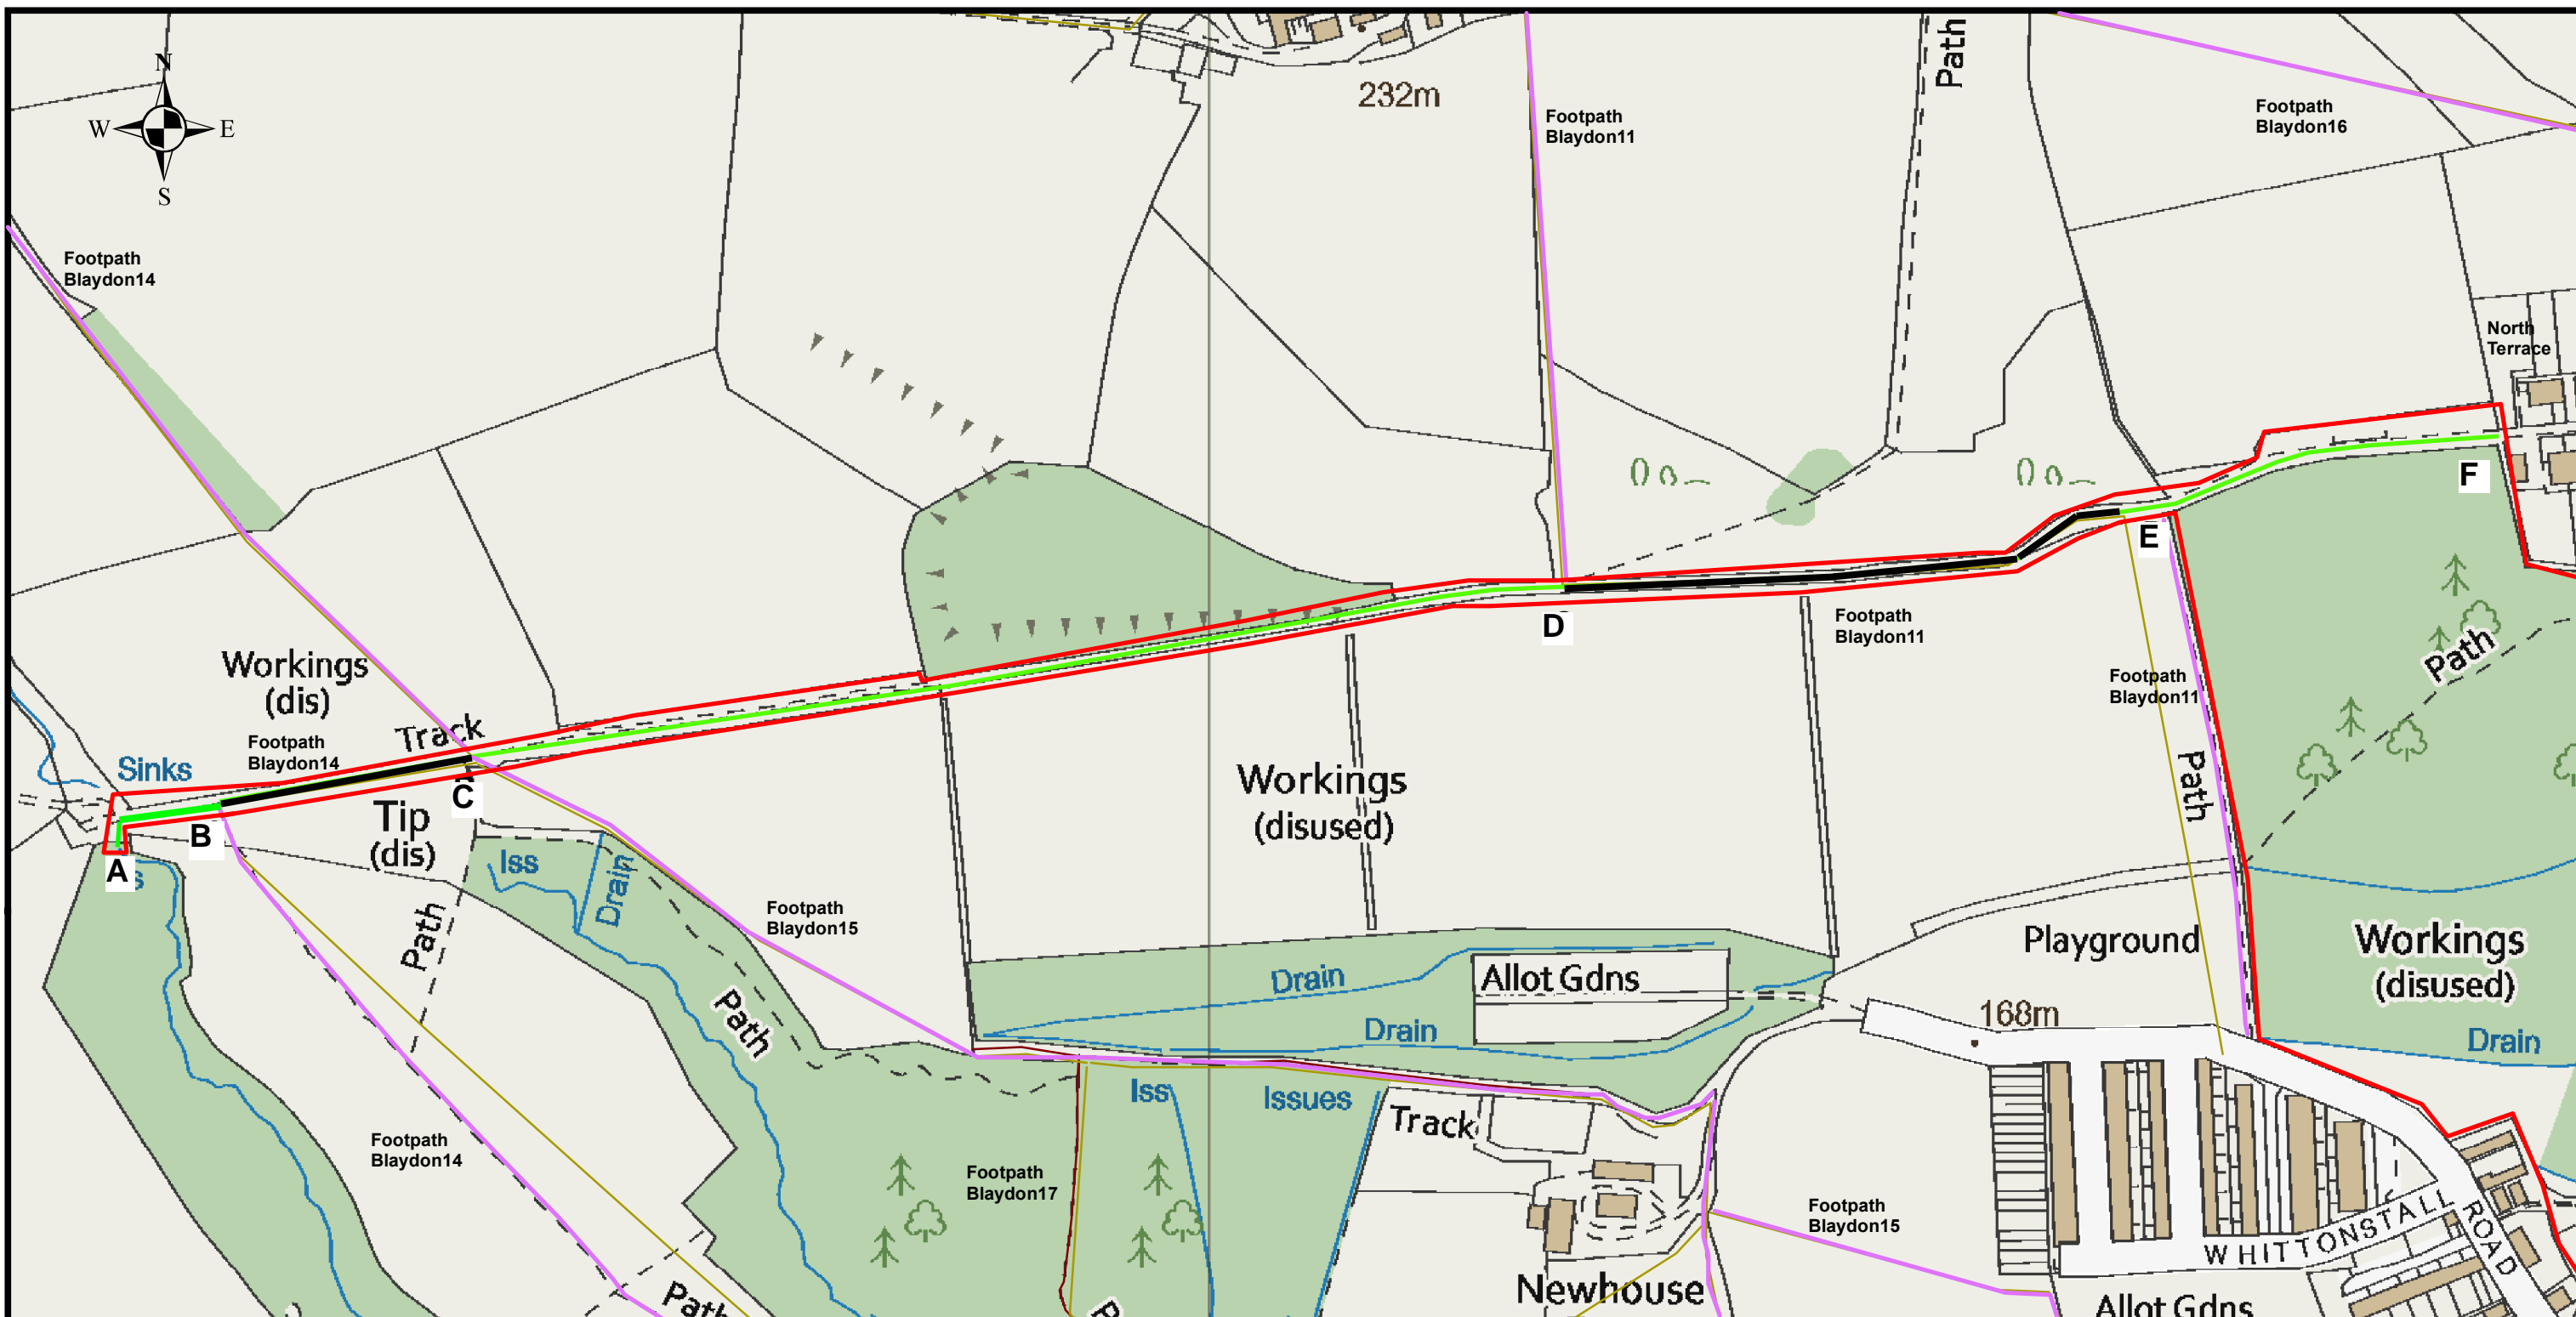 N
W
E
S
232m
Path
Footpath
Blaydon11
Footpath
Blaydon16
Footpath
Blaydon14
North
Terrace
F
E
D
Footpath
Blaydon11
Footpath
Blaydon11
Path
Path
Workings
(dis)
Track
Footpath
Blaydon14
Sinks
C
B
A
Tip
(dis)
Iss
Drain
Path
Path
Footpath
Blaydon15
Workings
(disused)
Drain
Allot Gdns
Drain
Playground
168m
Workings
(disused)
Drain
Iss
Issues
Track
Footpath
Blaydon14
Footpath
Blaydon17
Footpath
Blaydon15
WHITTONSTALL
ROAD
Newhouse
Path
Allot Gdns